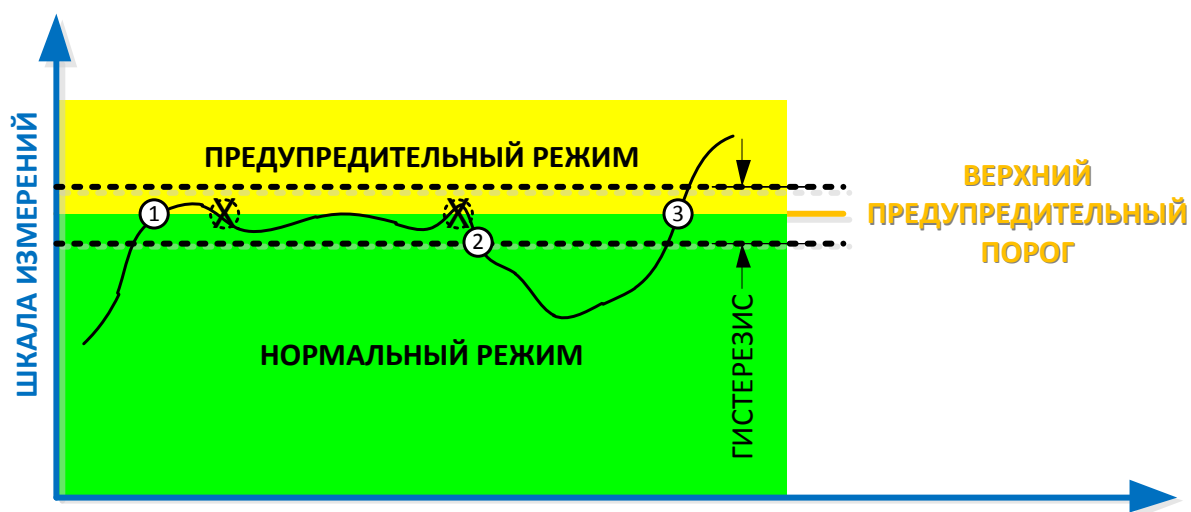 ШКАЛА ИЗМЕРЕНИЙ
ПРЕДУПРЕДИТЕЛЬНЫЙ РЕЖИМ
1
X
X
2
3
НОРМАЛЬНЫЙ РЕЖИМ
ГИСТЕРЕЗИС
ВЕРХНИЙ
ПРЕДУПРЕДИТЕЛЬНЫЙ
ПОРОГ